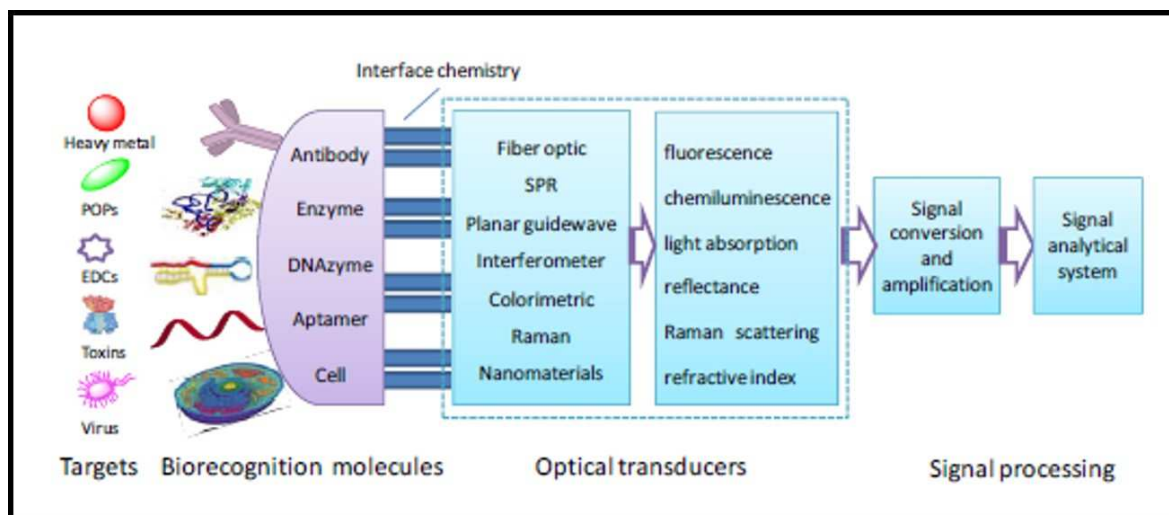 Interface chemistry
Heavy metal
POPs
EDCs
Toxins
Virus
Antibody
Enzyme
DNAzyme
Aptamer
Cell
Fiber optic
SPR
Planar guidewave
Interferometer
Colorimetric
Raman
Nanomaterials
fluorescence
chemiluminescence
light absorption
reflectance
Raman scattering
refractive index
Signal
conversion
and
amplification
Signal
analytical
system
Targets
Biorecognition molecules
Optical transducers
Signal processing